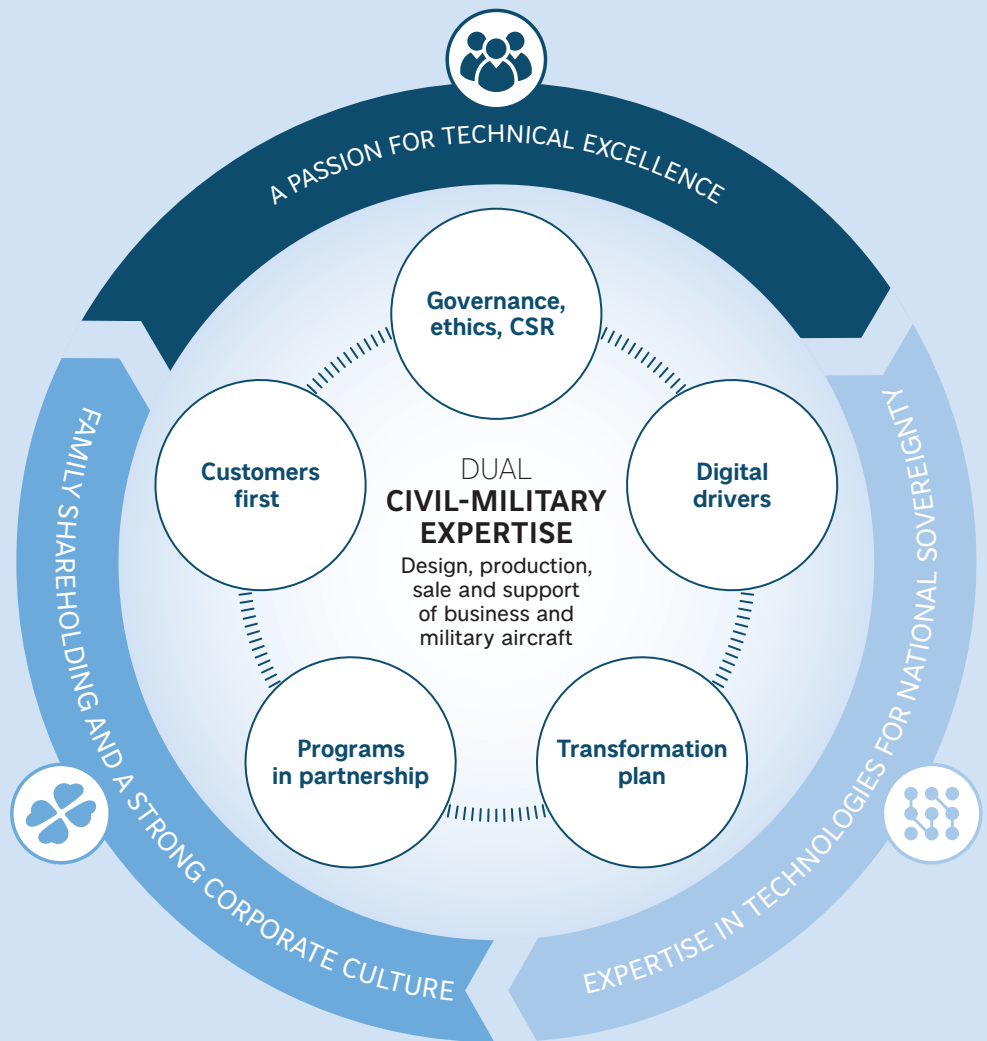 A PASSION FOR TECHNICAL EXCELLENCE
Governance,
ethics, CSR
Customers
first
Digital
drivers
DUAL
CIVIL-MILITARY
EXPERTISE
Design, production,
sale and support
of business and
military aircraft
Programs
in partnership
Transformation
plan
FAMILY SHAREHOLDING AND A STRONG CORPORATE CULTURE
EXPERTISE IN TECHNOLOGIES FOR NATIONAL SOVEREIGNTY